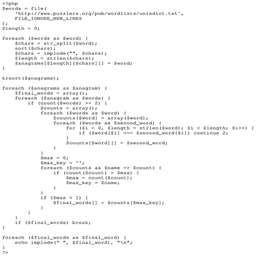 <?php
$words = file(
    'http://www.puzzlers.org/pub/wordlists/unixdict.txt',
    FILE_IGNORE_NEW_LINES
);
$length = 0;

foreach ($words as $word) {
    $chars = str_split($word);
    sort($chars);
    $chars = implode("", $chars);
    $length = strlen($chars);
    $anagrams[$length][$chars][] = $word;
}

krsort($anagrams);

foreach ($anagrams as $anagram) {
    $final_words = array();
    foreach ($anagram as $words) {
        if (count($words) >= 2) {
            $counts = array();
            foreach ($words as $word) {
                $counts[$word] = array($word);
                foreach ($words as $second_word) {
                    for ($i = 0, $length = strlen($word); $i < $length; $i++) {
                        if ($word[$i] === $second_word[$i]) continue 2;
                    }
                    $counts[$word][] = $second_word;
                }
            }
            $max = 0;
            $max_key = '';
            foreach ($counts as $name => $count) {
                if (count($count) > $max) {
                    $max = count($count);
                    $max_key = $name;
                }
            }
            if ($max > 1) {
                $final_words[] = $counts[$max_key];
            }
        }
    }
    if ($final_words) break;
}

foreach ($final_words as $final_word) {
    echo implode(" ", $final_word), "\n";
}
?>